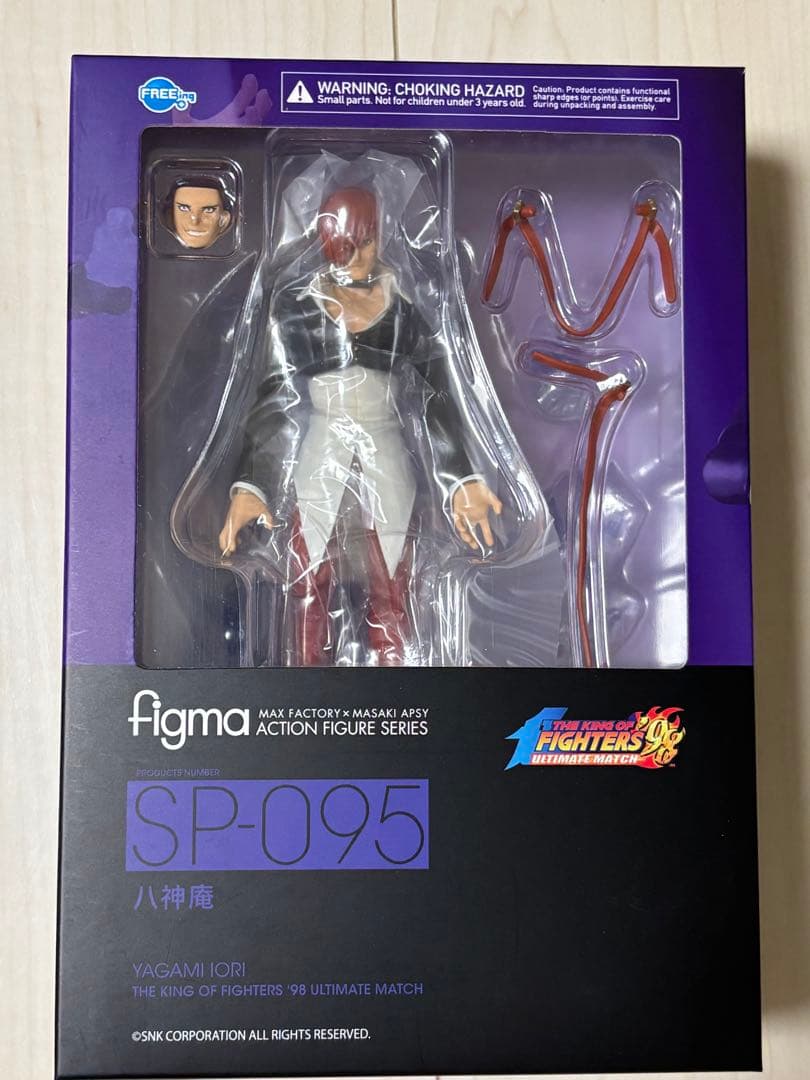 FREEing
WARNING: CHOKING HAZARD
Small parts. Not for children under 3 years old.
Caution: Product contains functional
sharp edges (or points). Exercise care
during unpacking and assembly.
figma
MAX FACTORY × MASAKI APSY
ACTION FIGURE SERIES
THE KING OF
FIGHTERS '98
ULTIMATE MATCH
PRODUCTS NUMBER
SP-095
八神庵
YAGAMI IORI
THE KING OF FIGHTERS '98 ULTIMATE MATCH
©SNK CORPORATION ALL RIGHTS RESERVED.